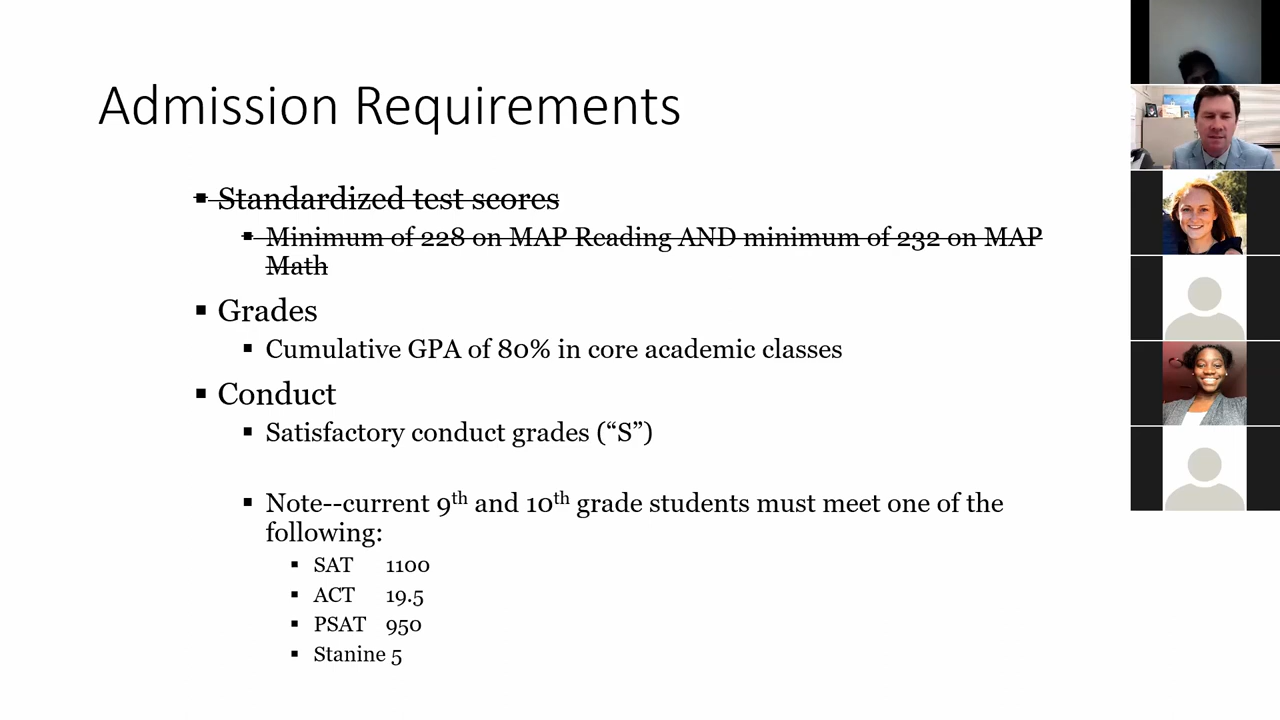 Admission Requirements
▪ Standardized test scores
▪ Minimum of 228 on MAP Reading AND minimum of 232 on MAP
Math
▪ Grades
▪ Cumulative GPA of 80% in core academic classes
▪ Conduct
▪ Satisfactory conduct grades (“S”)
▪ Note--current 9th and 10th grade students must meet one of the
following:
▪ SAT 1100
▪ ACT 19.5
▪ PSAT 950
▪ Stanine 5